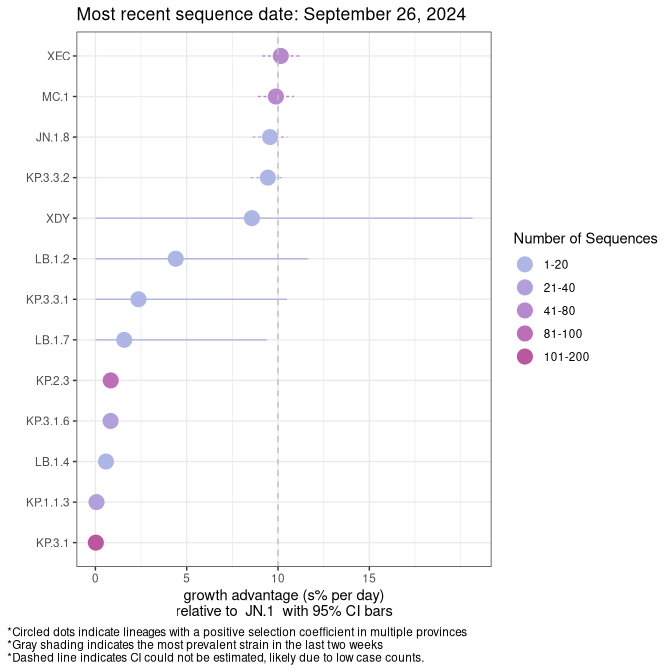 Most recent sequence date: September 26, 2024
XEC
MC.1
JN.1.8
KP.3.3.2
XDY
LB.1.2
KP.3.3.1
LB.1.7
KP.2.3
KP.3.1.6
LB.1.4
KP.1.1.3
KP.3.1
0 5 10 15
growth advantage (s% per day)
relative to JN.1 with 95% CI bars
Number of Sequences
1-20
21-40
41-80
81-100
101-200
*Circled dots indicate lineages with a positive selection coefficient in multiple provinces
*Gray shading indicates the most prevalent strain in the last two weeks
*Dashed line indicates CI could not be estimated, likely due to low case counts.